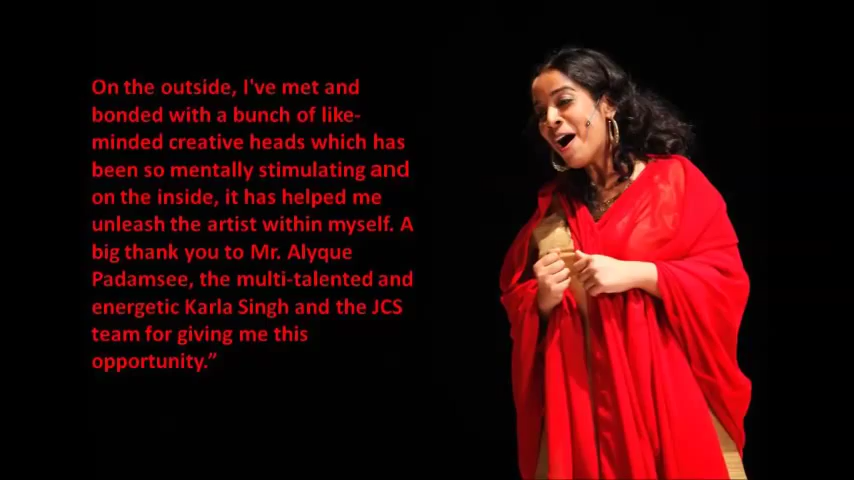 On the outside, I've met and
bonded with a bunch of like-
minded creative heads which has
been so mentally stimulating and
on the inside, it has helped me
unleash the artist within myself. A
big thank you to Mr. Alyque
Padamsee, the multi-talented and
energetic Karla Singh and the JCS
team for giving me this
opportunity.”